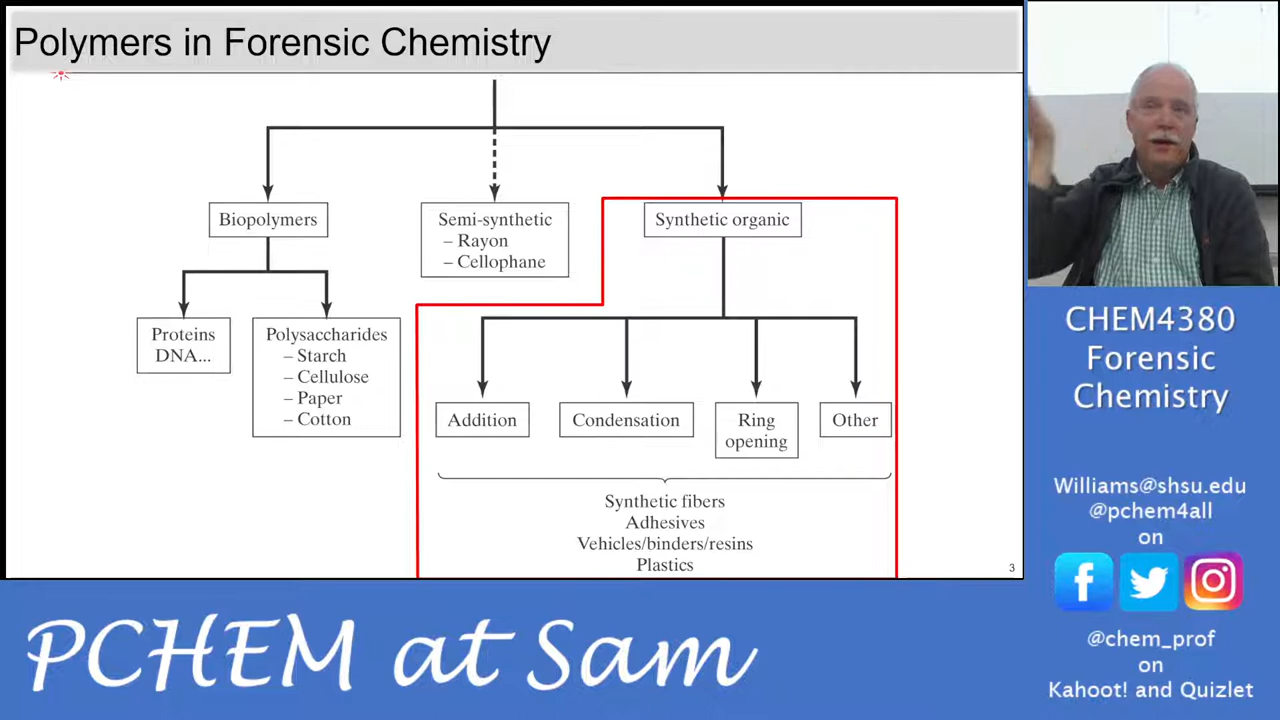 Polymers in Forensic Chemistry
Biopolymers
Semi-synthetic
– Rayon
– Cellophane
Synthetic organic
Proteins
DNA...
Polysaccharides
– Starch
– Cellulose
– Paper
– Cotton
Addition
Condensation
Ring
opening
Other
Synthetic fibers
Adhesives
Vehicles/binders/resins
Plastics
3
CHEM4380
Forensic
Chemistry
Williams@shsu.edu
@pchem4all
on
@chem_prof
on
Kahoot! and Quizlet
PCHEM at Sam